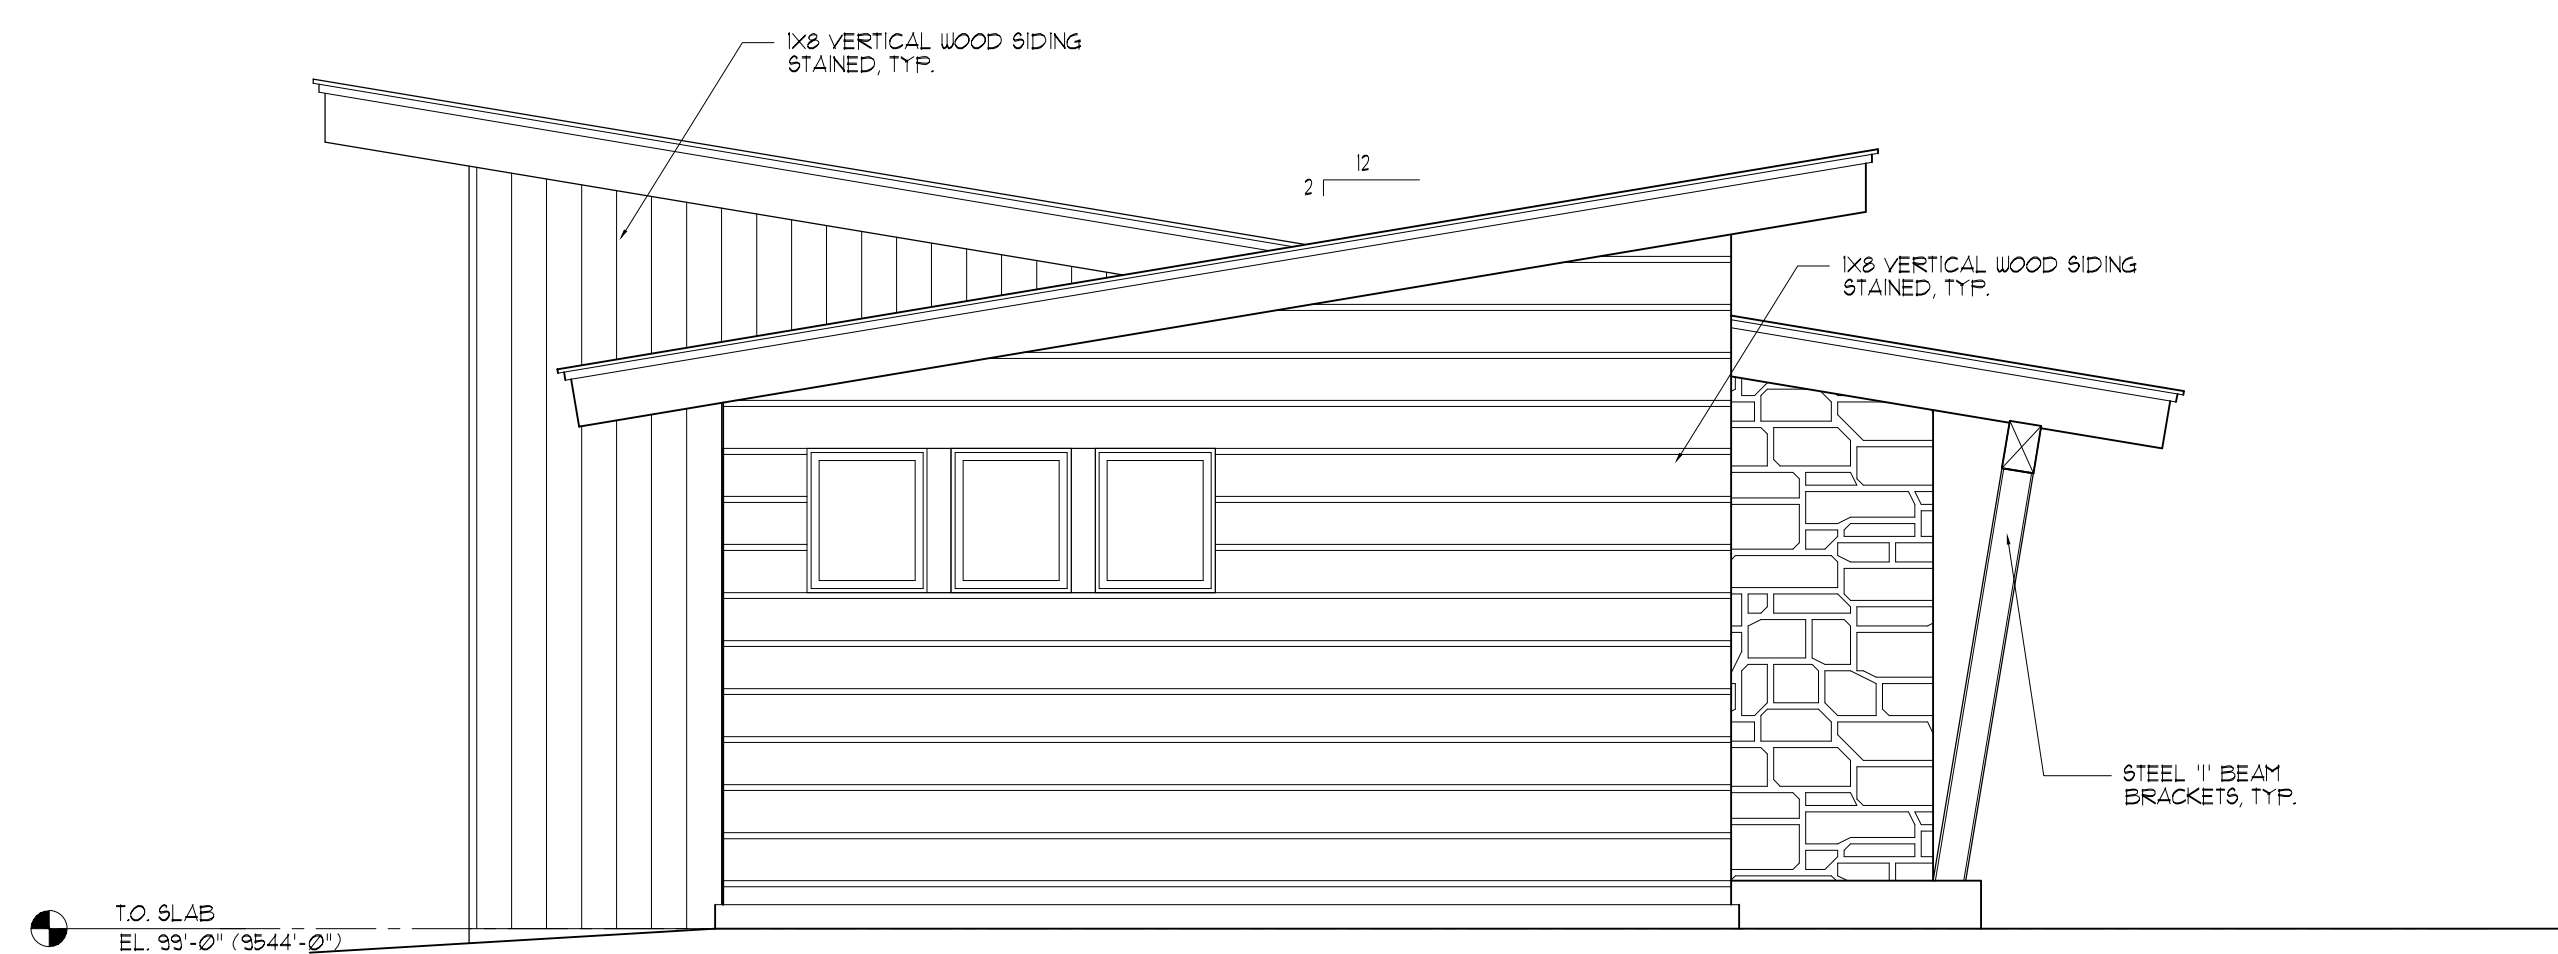 1X8 VERTICAL WOOD SIDING
STAINED, TYP.
12
2
1X8 VERTICAL WOOD SIDING
STAINED, TYP.
STEEL 'I' BEAM
BRACKETS, TYP.
T.O. SLAB
EL. 99'-0" (9544'-0")